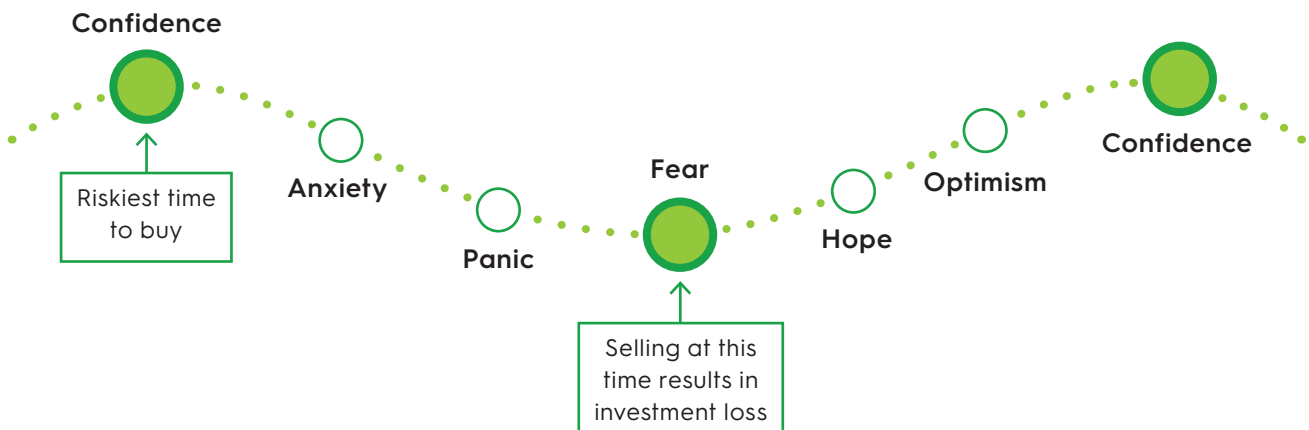 Confidence
Riskiest time
to buy
Anxiety
Panic
Fear
Selling at this
time results in
investment loss
Hope
Optimism
Confidence